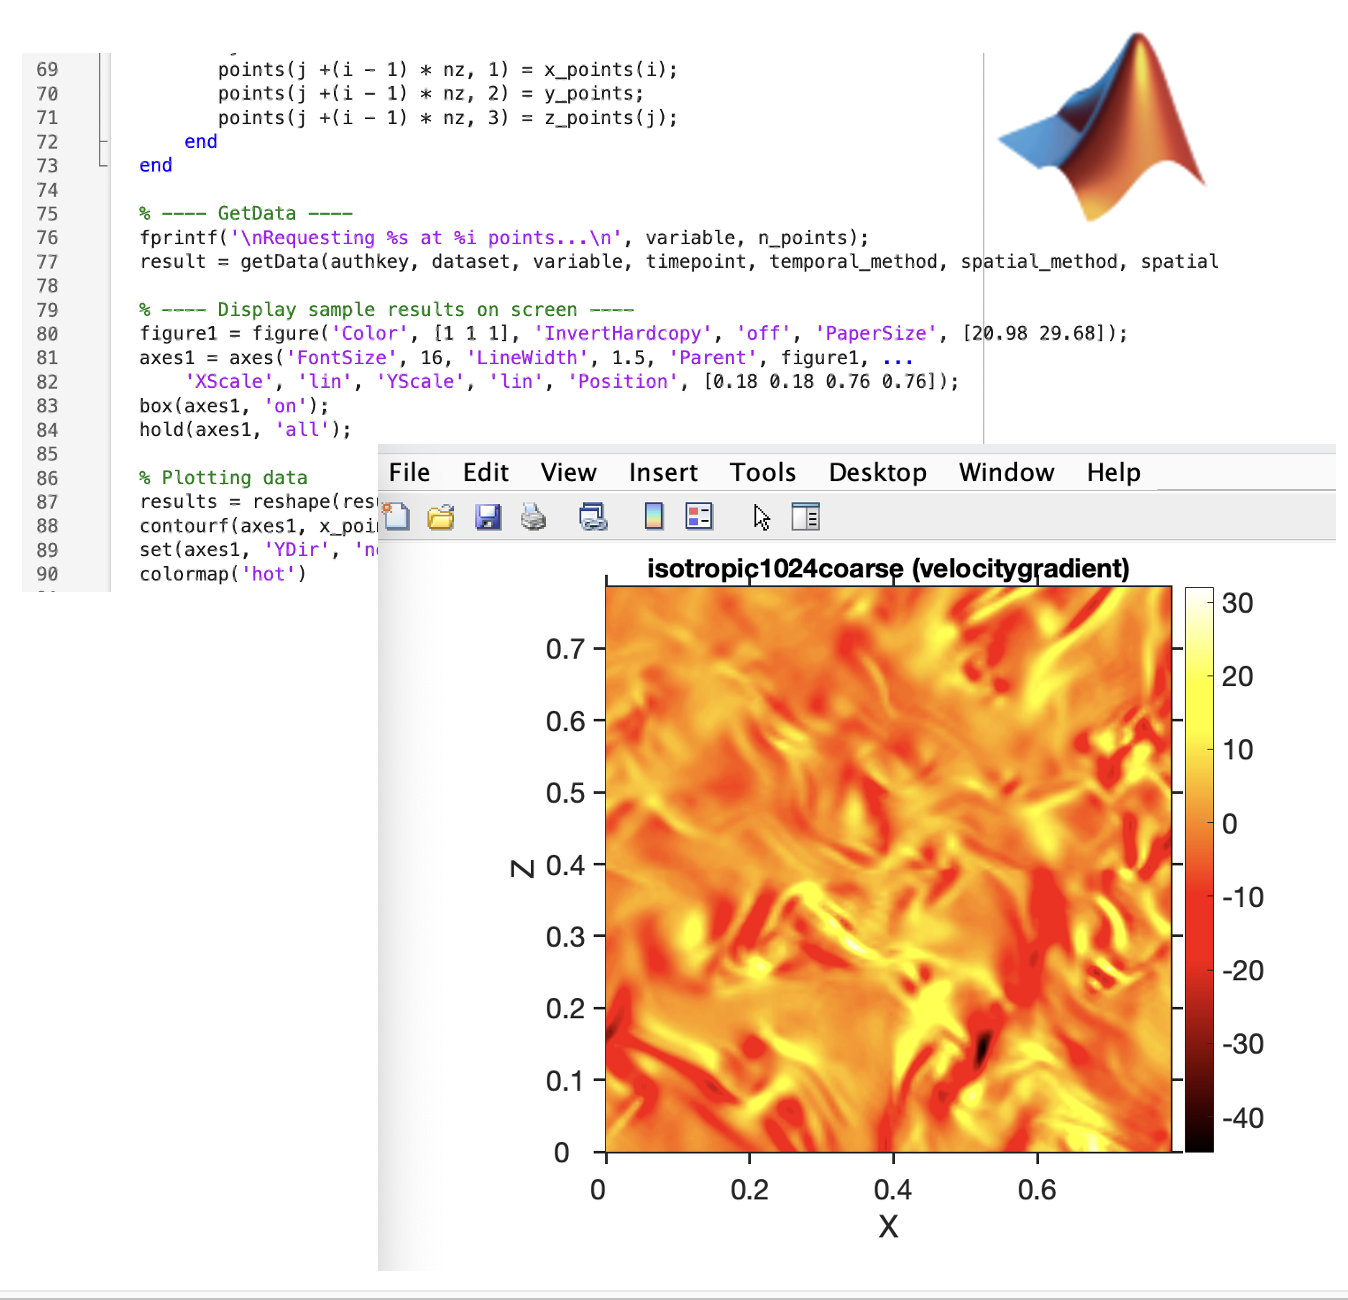 69 points(j +(i - 1) * nz, 1) = x_points(i);
70 points(j +(i - 1) * nz, 2) = y_points;
71 points(j +(i - 1) * nz, 3) = z_points(j);
72 end
73 end
74
75 % ---- GetData ----
76 fprintf('\nRequesting %s at %i points...\n', variable, n_points);
77 result = getData(authkey, dataset, variable, timepoint, temporal_method, spatial_method, spatial
78
79 % ---- Display sample results on screen ----
80 figure1 = figure('Color', [1 1 1], 'InvertHardcopy', 'off', 'PaperSize', [20.98 29.68]);
81 axes1 = axes('FontSize', 16, 'LineWidth', 1.5, 'Parent', figure1, ...
82 'XScale', 'lin', 'YScale', 'lin', 'Position', [0.18 0.18 0.76 0.76]);
83 box(axes1, 'on');
84 hold(axes1, 'all');
85
86 % Plotting data
87 results = reshape(res
88 contourf(axes1, x_poi
89 set(axes1, 'YDir', 'n
90 colormap('hot')
File Edit View Insert Tools Desktop Window Help
isotropic1024coarse (velocitygradient)
0.7
0.6
0.5
0.4
0.3
0.2
0.1
0
Z
0 0.2 0.4 0.6
X
30
20
10
0
-10
-20
-30
-40